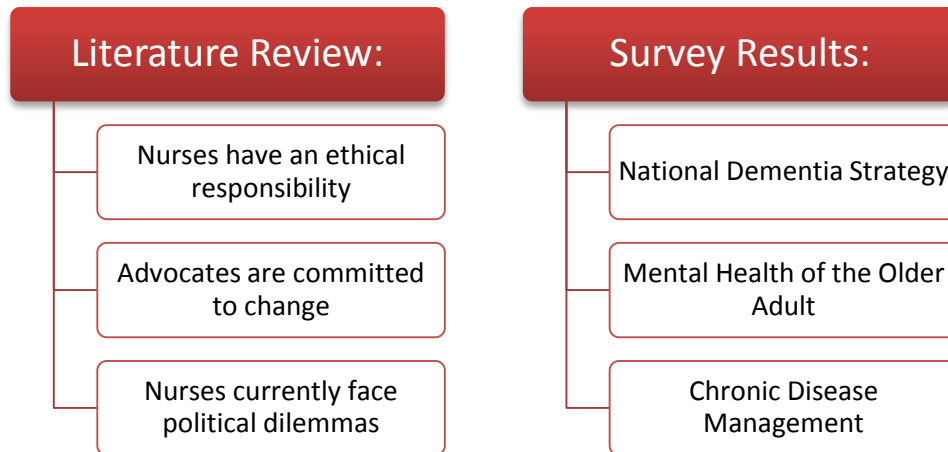 Literature Review:
Nurses have an ethical
responsibility
Advocates are committed
to change
Nurses currently face
political dilemmas
Survey Results:
National Dementia Strategy
Mental Health of the Older
Adult
Chronic Disease
Management